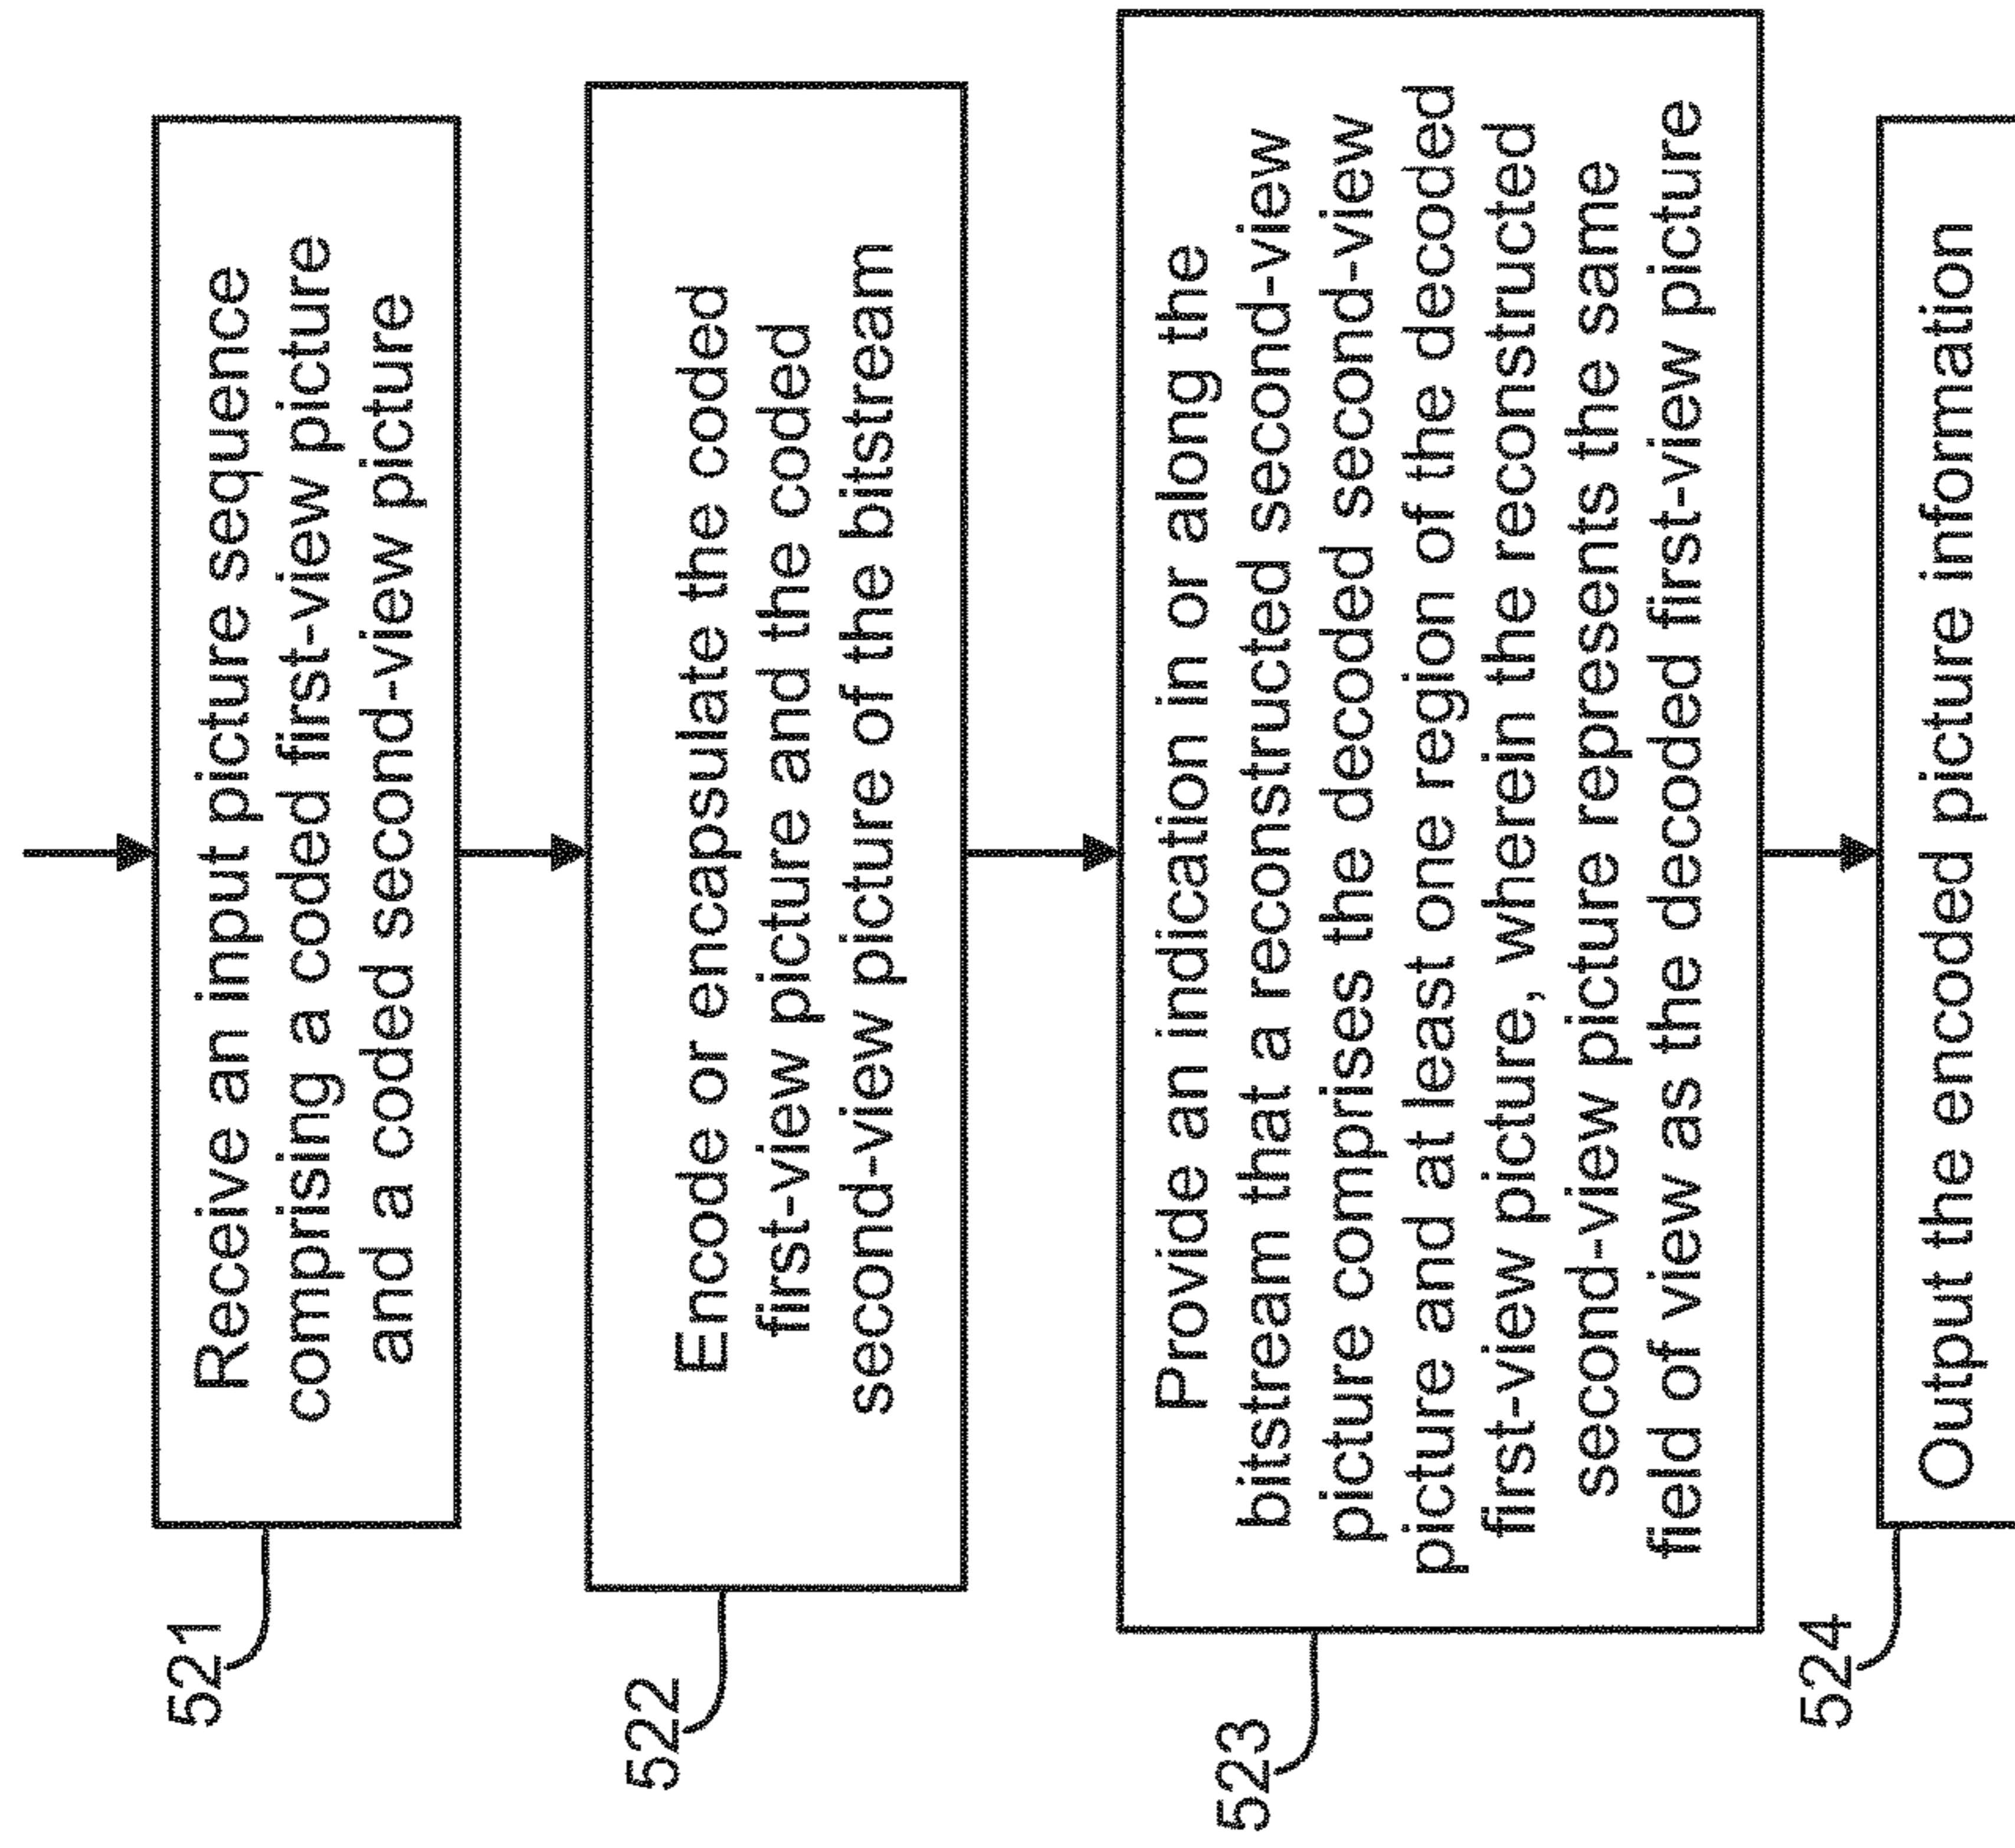 521
Receive an input picture sequence
comprising a coded first-view picture
and a coded second-view picture
522
Encode or encapsulate the coded
first-view picture and the coded
second-view picture of the bitstream
523
Provide an indication in or along the
bitstream that a reconstructed second-view
picture comprises the decoded second-view
picture and at least one region of the decoded
first-view picture, wherein the reconstructed
second-view picture represents the same
field of view as the decoded first-view picture
524
Output the encoded picture information